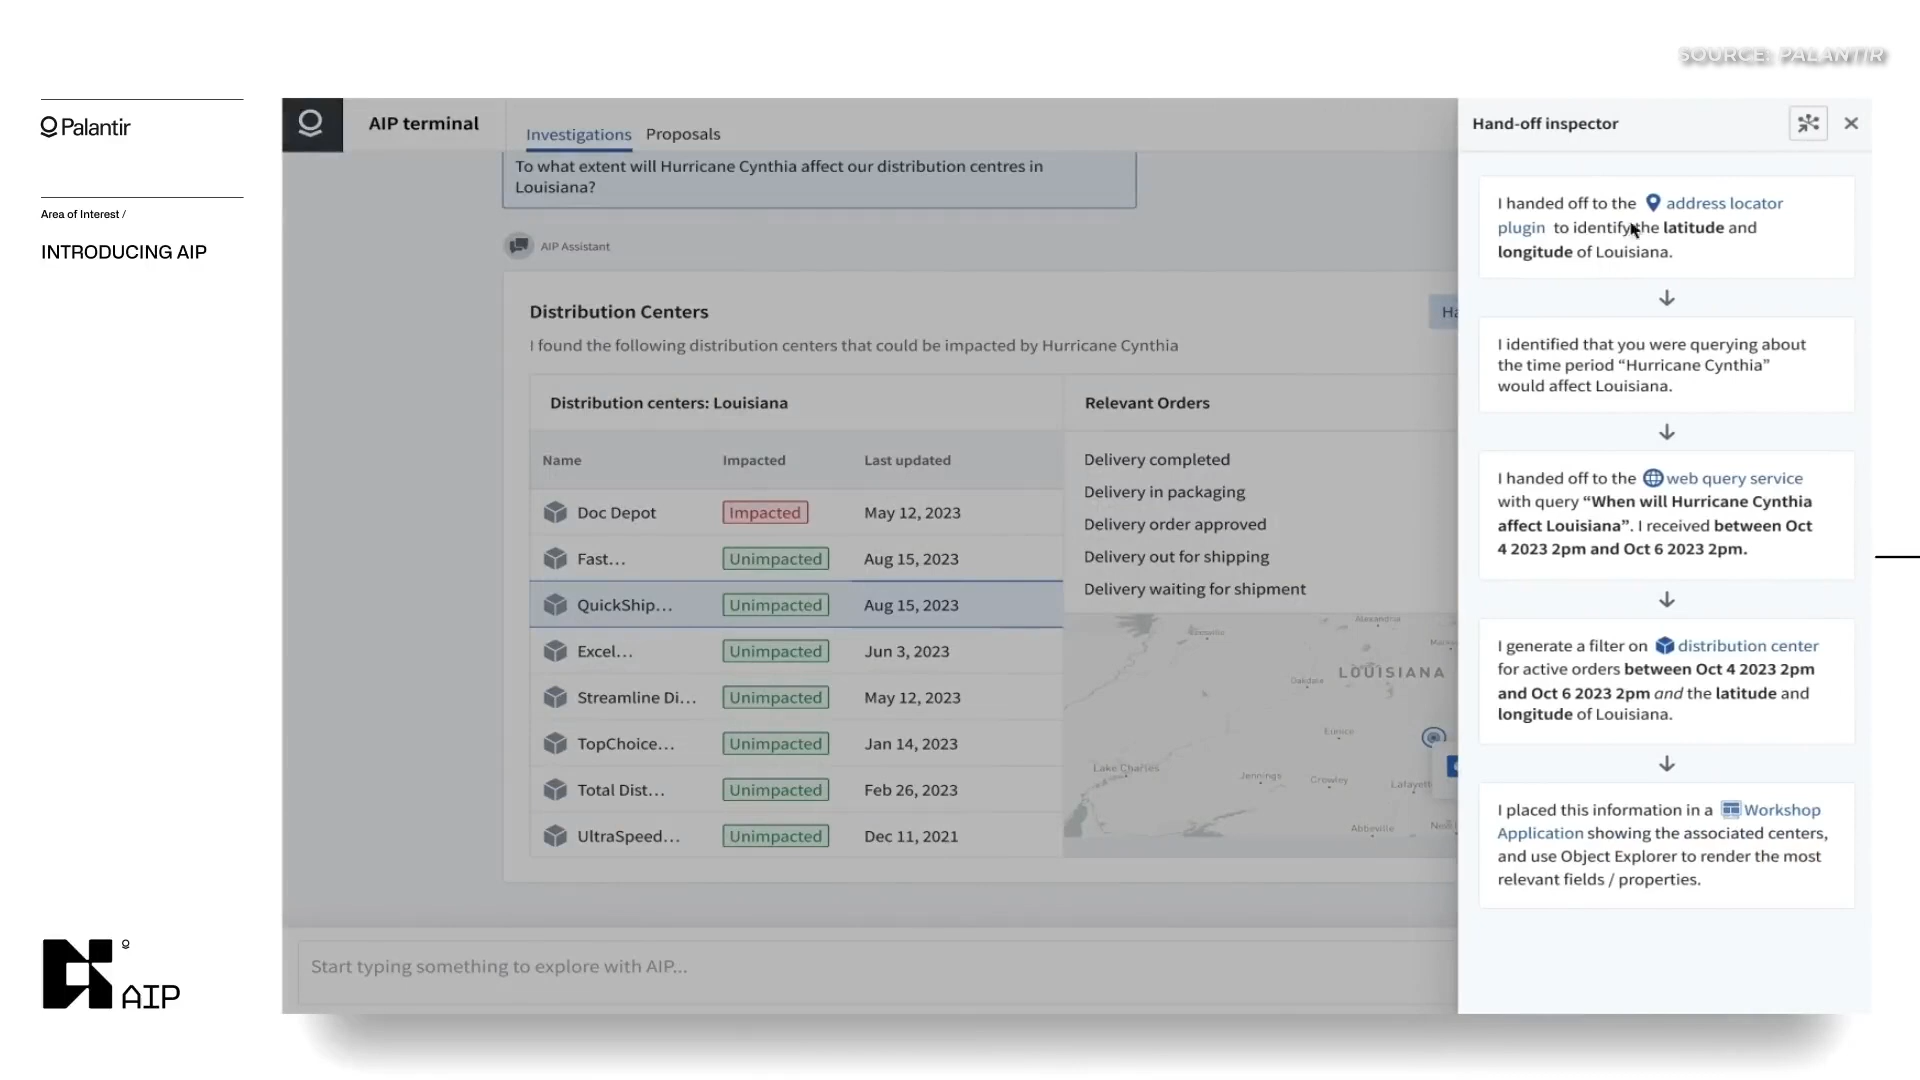 SOURCE: PALANTIR
Palantir
Area of Interest /
INTRODUCING AIP
AIP
AIP terminal
Investigations
Proposals
To what extent will Hurricane Cynthia affect our distribution centres in
Louisiana?
AIP Assistant
Distribution Centers
Ha
I found the following distribution centers that could be impacted by Hurricane Cynthia
Distribution centers: Louisiana
Name Impacted Last updated
Doc Depot Impacted May 12, 2023
Fast... Unimpacted Aug 15, 2023
QuickShip... Unimpacted Aug 15, 2023
Excel... Unimpacted Jun 3, 2023
Streamline Di... Unimpacted May 12, 2023
TopChoice... Unimpacted Jan 14, 2023
Total Dist... Unimpacted Feb 26, 2023
UltraSpeed... Unimpacted Dec 11, 2021
Relevant Orders
Delivery completed
Delivery in packaging
Delivery order approved
Delivery out for shipping
Delivery waiting for shipment
Alexandria
LOUISIANA
Oakdale
Eunice
Lake Charles
Jennings
Crowley
Lafayett
Abbeville
Start typing something to explore with AIP...
Hand-off inspector
I handed off to the address locator
plugin to identify the latitude and
longitude of Louisiana.
I identified that you were querying about
the time period “Hurricane Cynthia”
would affect Louisiana.
I handed off to the web query service
with query “When will Hurricane Cynthia
affect Louisiana”. I received between Oct
4 2023 2pm and Oct 6 2023 2pm.
I generate a filter on distribution center
for active orders between Oct 4 2023 2pm
and Oct 6 2023 2pm and the latitude and
longitude of Louisiana.
I placed this information in a Workshop
Application showing the associated centers,
and use Object Explorer to render the most
relevant fields / properties.